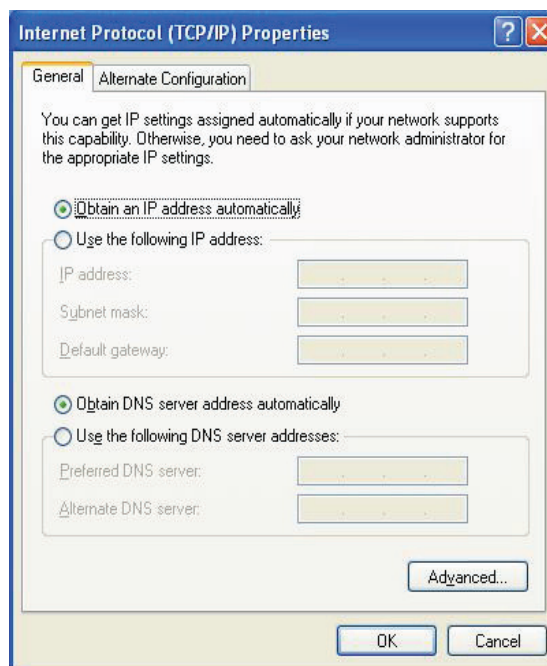 Internet Protocol (TCP/IP) Properties
General
Alternate Configuration
You can get IP settings assigned automatically if your network supports
this capability. Otherwise, you need to ask your network administrator for
the appropriate IP settings.
Obtain an IP address automatically
Use the following IP address:
IP address:
Subnet mask:
Default gateway:
Obtain DNS server address automatically
Use the following DNS server addresses:
Preferred DNS server:
Alternate DNS server:
Advanced...
OK
Cancel